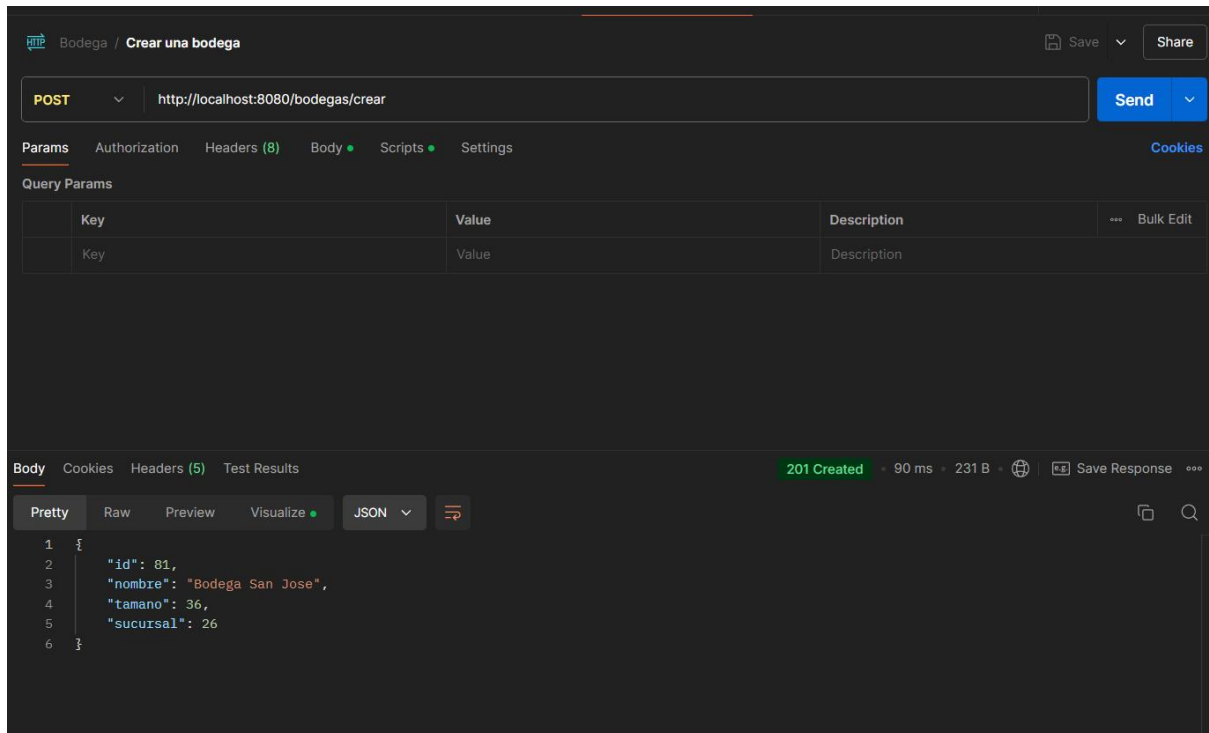 HTTP Bodega / Crear una bodega Save Share
POST http://localhost:8080/bodegas/crear Send
Params Authorization Headers (8) Body Scripts Settings Cookies
Query Params
Key Value Description Bulk Edit
Key Value Description
Body Cookies Headers (5) Test Results 201 Created 90 ms 231 B e.g. Save Response
Pretty Raw Preview Visualize JSON
1 {
2 "id": 81,
3 "nombre": "Bodega San Jose",
4 "tamano": 36,
5 "sucursal": 26
6 }